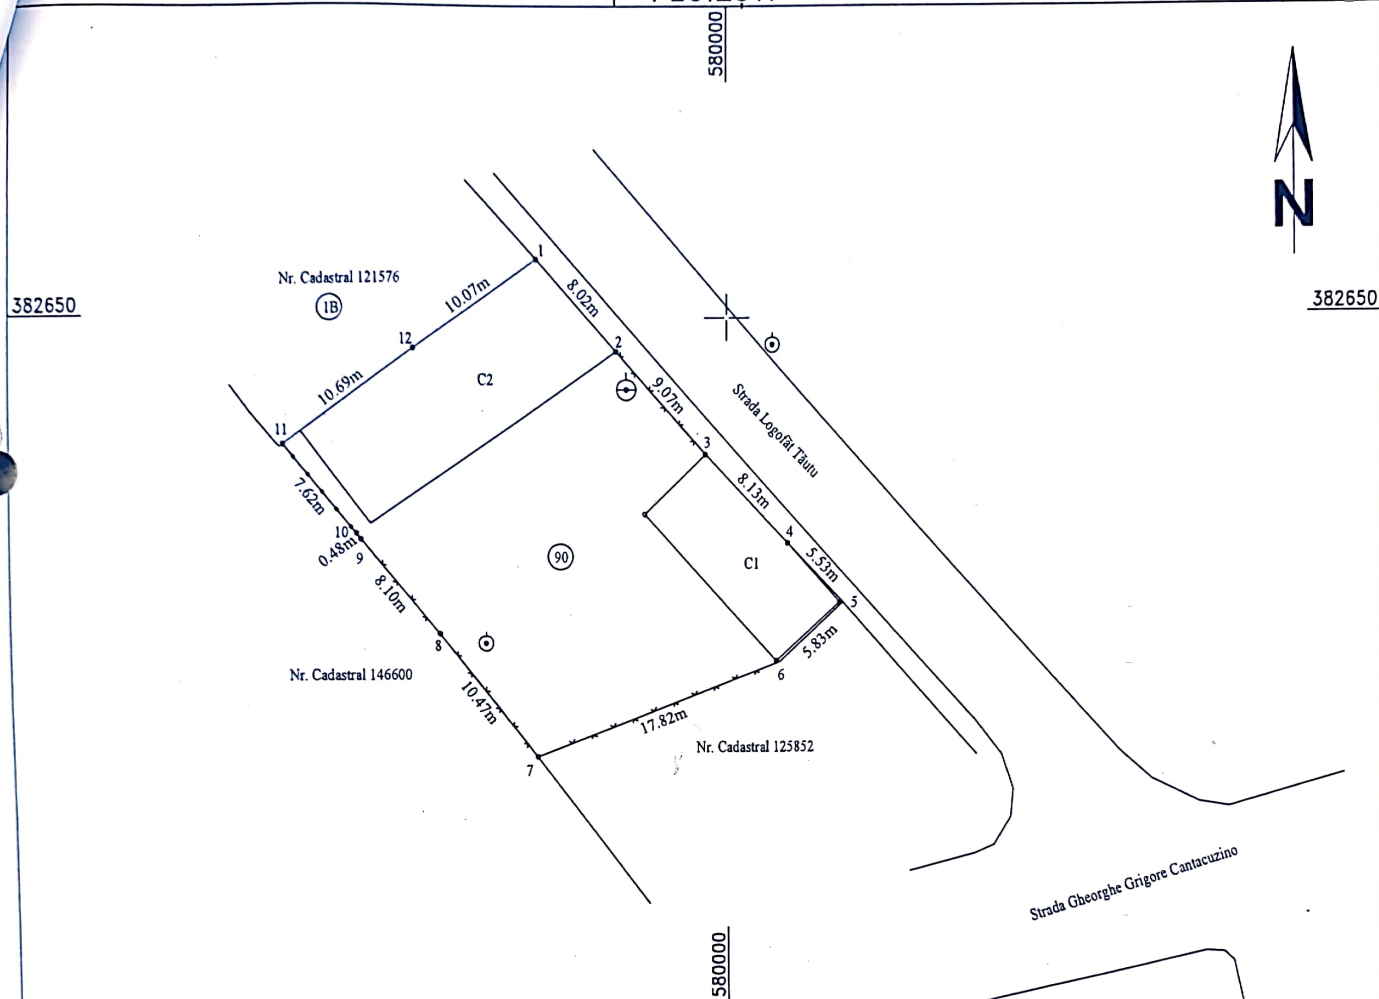 580000
N
382650
382650
Nr. Cadastral 121576
1B
1
10.07m
8.02m
12
2
10.69m
C2
9.07m
Strada Logofăt Tăutu
11
3
7.62m
8.13m
10
0.48m
9
4
5.53m
90
C1
8.10m
5
8
5.83m
6
Nr. Cadastral 146600
10.47m
17.82m
Nr. Cadastral 125852
7
Strada Gheorghe Grigore Cantacuzino
580000